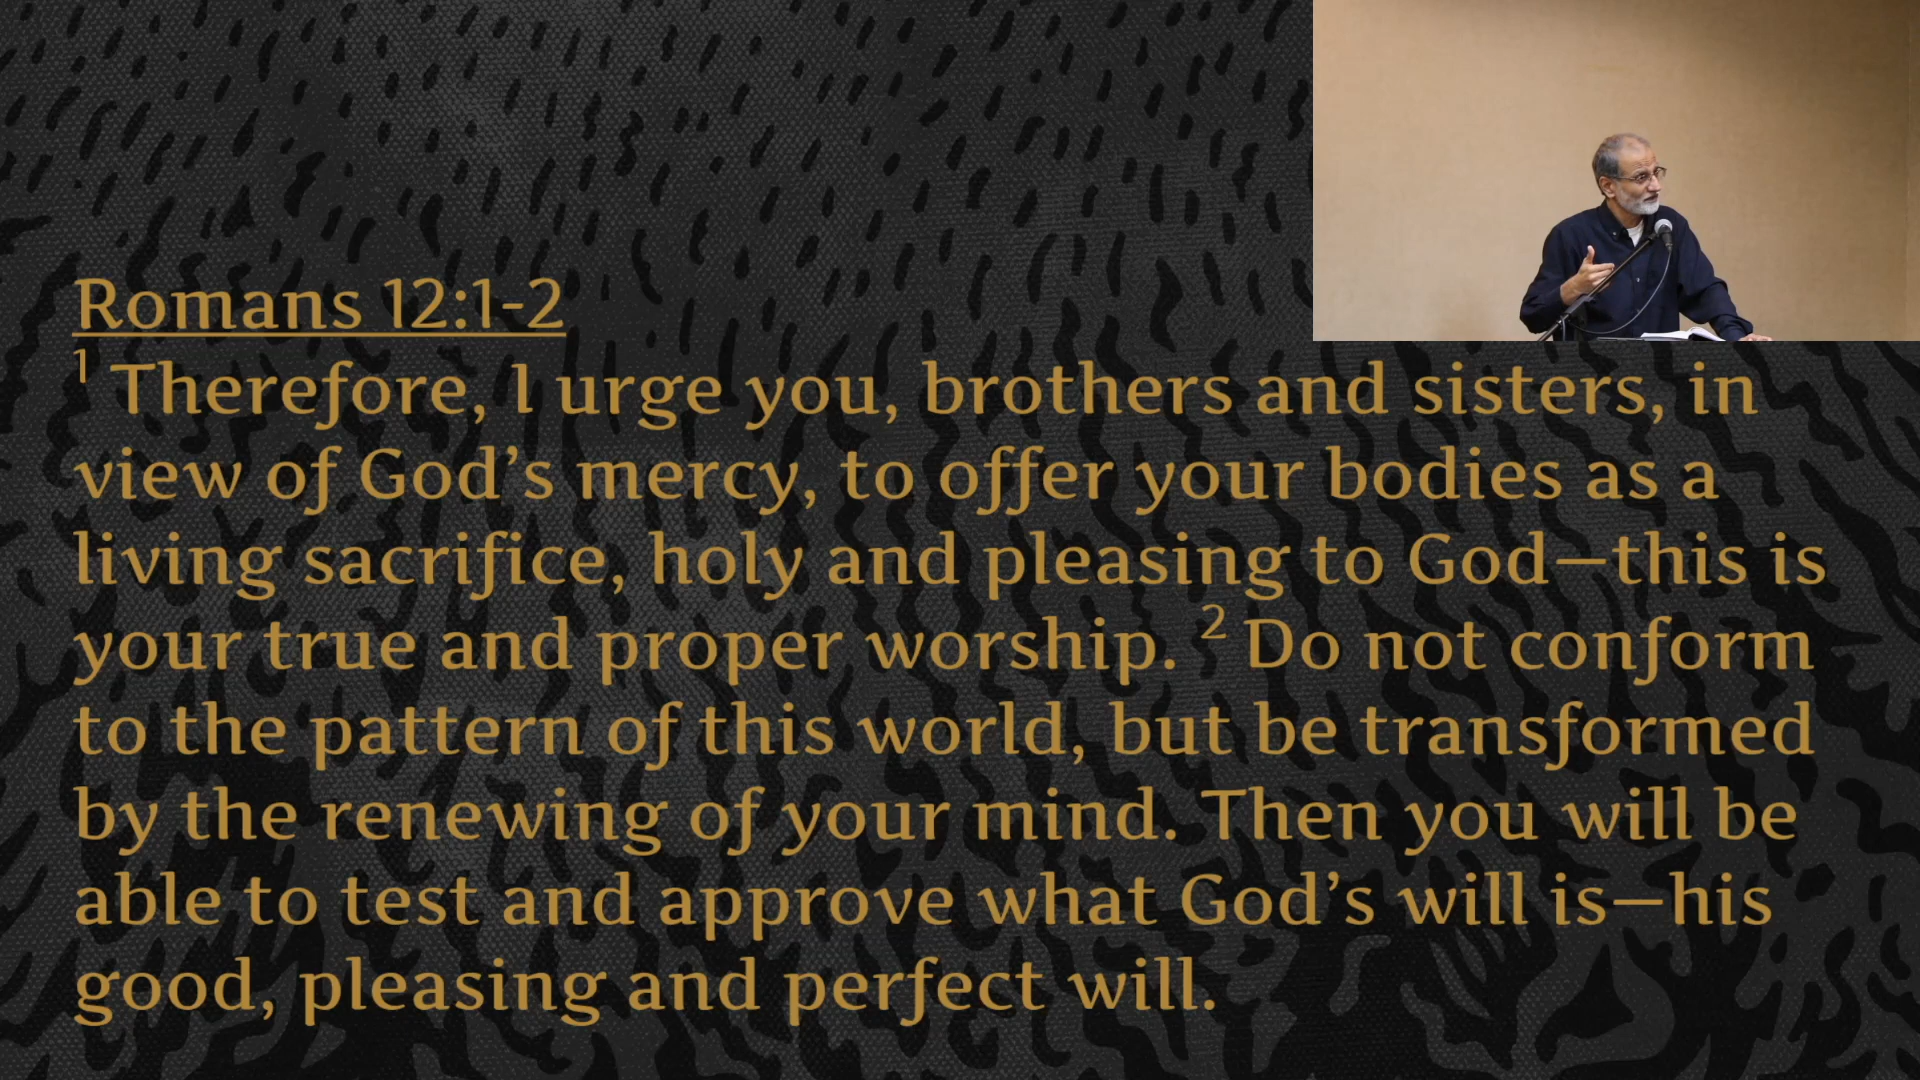 Romans 12:1-2
1 Therefore, I urge you, brothers and sisters, in
view of God’s mercy, to offer your bodies as a
living sacrifice, holy and pleasing to God—this is
your true and proper worship. 2 Do not conform
to the pattern of this world, but be transformed
by the renewing of your mind. Then you will be
able to test and approve what God’s will is—his
good, pleasing and perfect will.